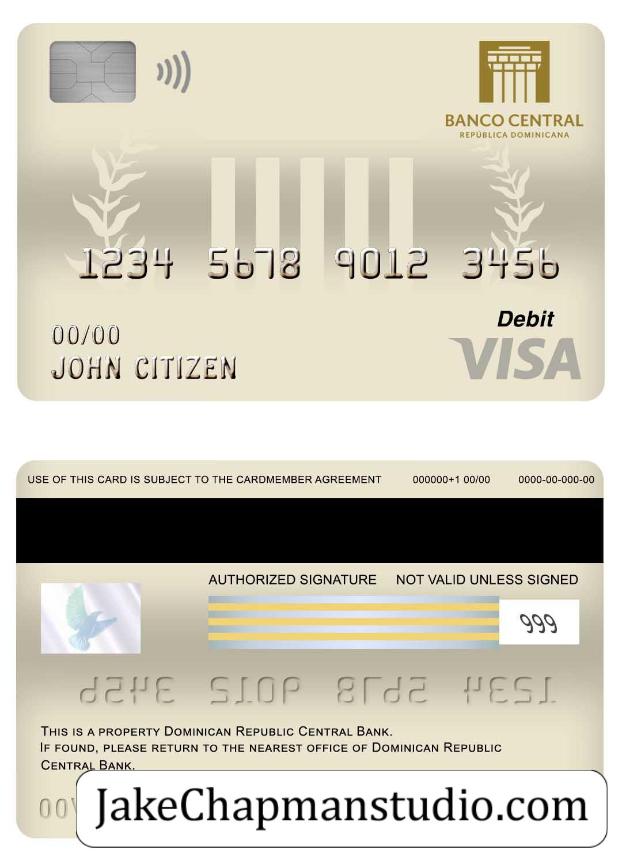 BANCO CENTRAL
REPÚBLICA DOMINICANA
1234 5678 9012 3456
Debit
00/00
VISA
JOHN CITIZEN
USE OF THIS CARD IS SUBJECT TO THE CARDMEMBER AGREEMENT 000000+1 00/00 0000-00-000-00
AUTHORIZED SIGNATURE NOT VALID UNLESS SIGNED
999
1234 5678 9012 3456
THIS IS A PROPERTY DOMINICAN REPUBLIC CENTRAL BANK.
IF FOUND, PLEASE RETURN TO THE NEAREST OFFICE OF DOMINICAN REPUBLIC
CENTRAL BANK.
JakeChapmanstudio.com